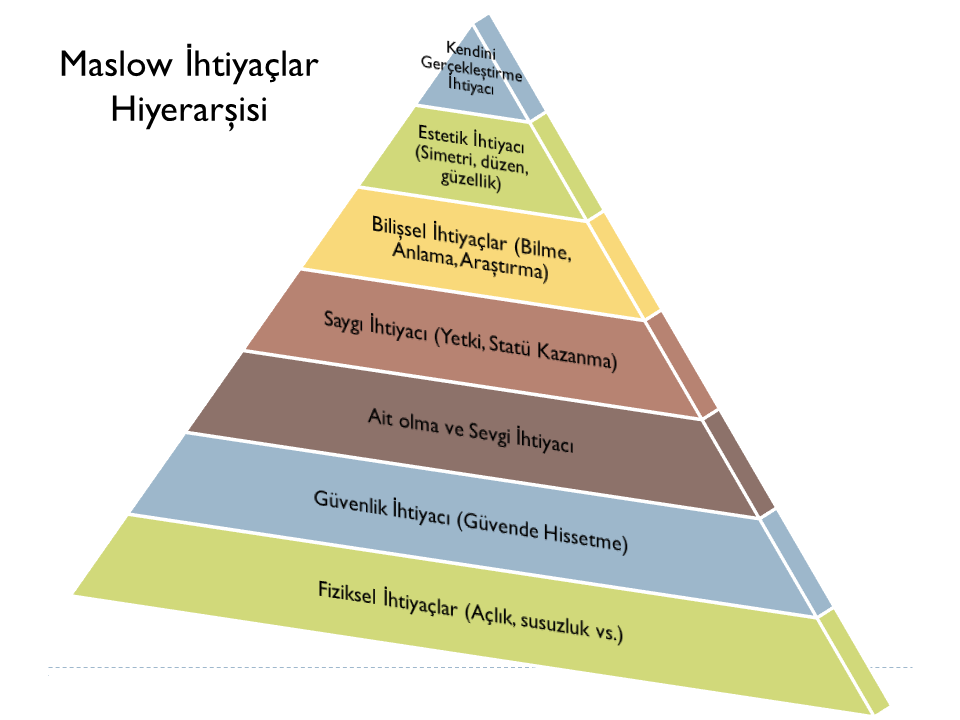 Maslow İhtiyaçlar
Hiyerarşisi
Kendini
Gerçekleştirme
İhtiyacı
Estetik İhtiyacı
(Simetri, düzen,
güzellik)
Bilişsel İhtiyaçlar (Bilme,
Anlama, Araştırma)
Saygı İhtiyacı (Yetki, Statü Kazanma)
Ait olma ve Sevgi İhtiyacı
Güvenlik İhtiyacı (Güvende Hissetme)
Fiziksel İhtiyaçlar (Açlık, susuzluk vs.)